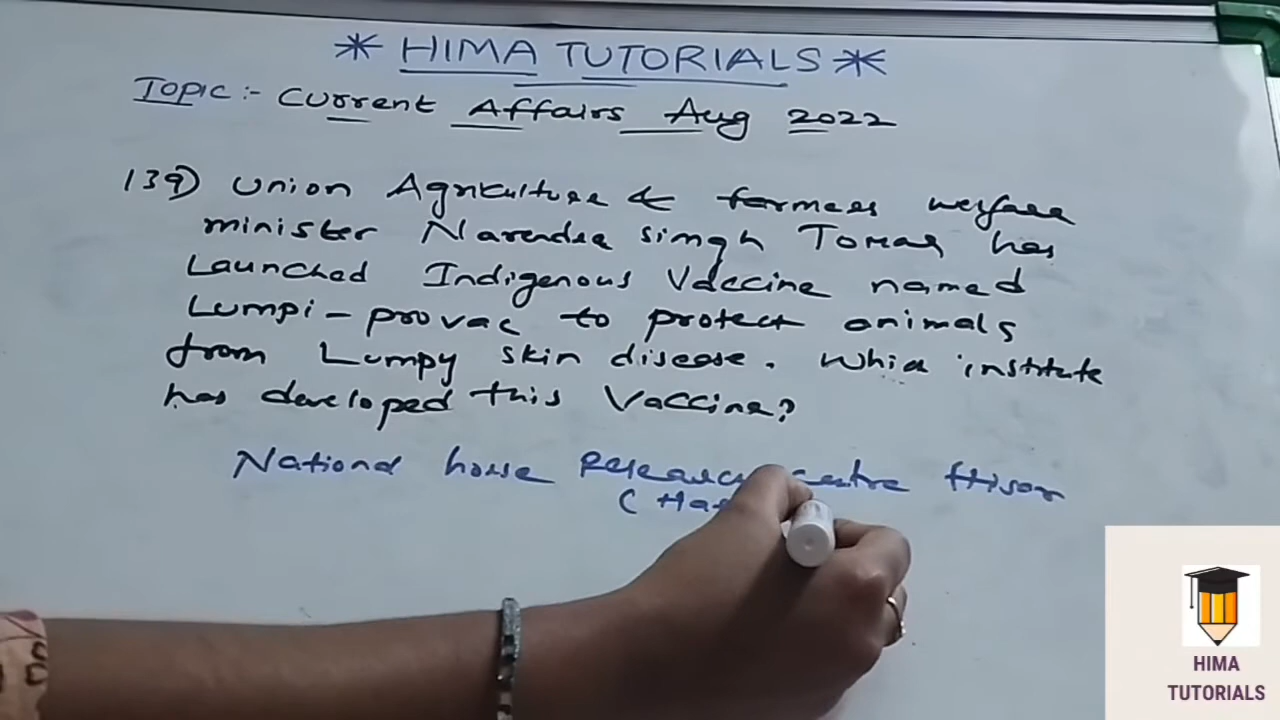 * HIMA TUTORIALS *
Topic:- Current Affairs Aug 2022
139) Union Agriculture & farmers welfare
minister Narendra Singh Tomar has
Launched Indigenous Vaccine named
Lumpi-provac to protect animals
from Lumpy skin disease. Which institute
has developed this Vaccine?
National horse Research centre Hisar
(Ha
HIMA
TUTORIALS